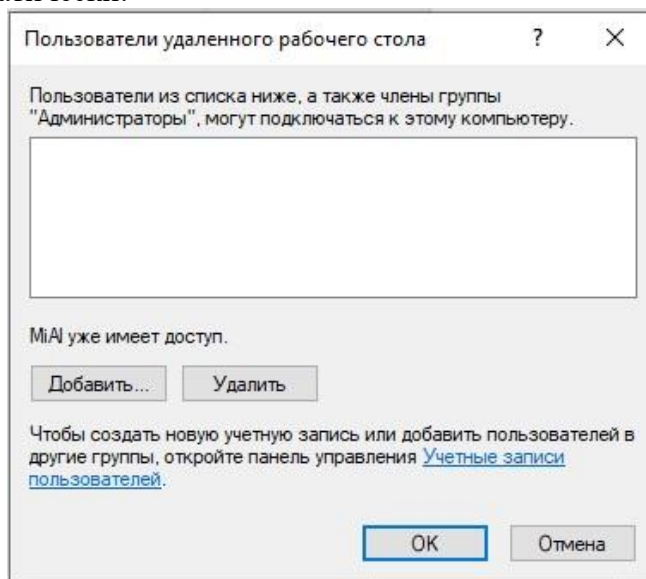 Пользователи удаленного рабочего стола ? ×
Пользователи из списка ниже, а также члены группы
"Администраторы", могут подключаться к этому компьютеру.
MiAl уже имеет доступ.
Добавить... Удалить
Чтобы создать новую учетную запись или добавить пользователей в
другие группы, откройте панель управления Учетные записи
пользователей.
OK Отмена